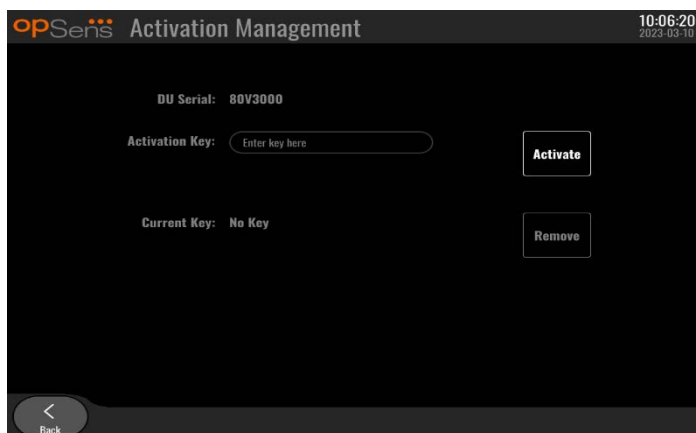 opSens Activation Management
10:06:20
2023-03-10
DU Serial: 80V3000
Activation Key: Enter key here
Activate
Current Key: No Key
Remove
Back